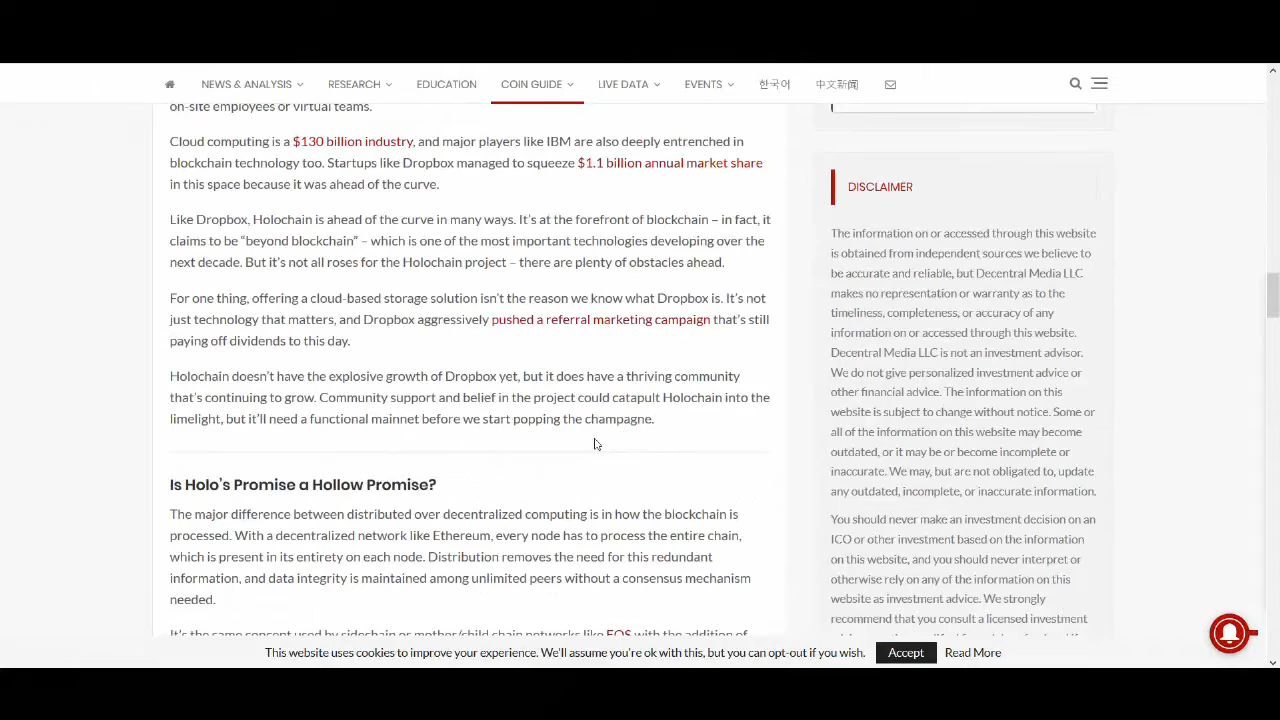 NEWS & ANALYSIS
RESEARCH
EDUCATION
COIN GUIDE
LIVE DATA
EVENTS
한국어
中文新闻
on-site employees or virtual teams.
Cloud computing is a $130 billion industry, and major players like IBM are also deeply entrenched in
blockchain technology too. Startups like Dropbox managed to squeeze $1.1 billion annual market share
in this space because it was ahead of the curve.
Like Dropbox, Holochain is ahead of the curve in many ways. It's at the forefront of blockchain – in fact, it
claims to be “beyond blockchain” – which is one of the most important technologies developing over the
next decade. But it's not all roses for the Holochain project – there are plenty of obstacles ahead.
For one thing, offering a cloud-based storage solution isn't the reason we know what Dropbox is. It's not
just technology that matters, and Dropbox aggressively pushed a referral marketing campaign that's still
paying off dividends to this day.
Holochain doesn't have the explosive growth of Dropbox yet, but it does have a thriving community
that's continuing to grow. Community support and belief in the project could catapult Holochain into the
limelight, but it'll need a functional mainnet before we start popping the champagne.
Is Holo's Promise a Hollow Promise?
The major difference between distributed over decentralized computing is in how the blockchain is
processed. With a decentralized network like Ethereum, every node has to process the entire chain,
which is present in its entirety on each node. Distribution removes the need for this redundant
information, and data integrity is maintained among unlimited peers without a consensus mechanism
needed.
It's the same concept used by sidechain or mother/child chain networks like EOS with the addition of
DISCLAIMER
The information on or accessed through this website
is obtained from independent sources we believe to
be accurate and reliable, but Decentral Media LLC
makes no representation or warranty as to the
timeliness, completeness, or accuracy of any
information on or accessed through this website.
Decentral Media LLC is not an investment advisor.
We do not give personalized investment advice or
other financial advice. The information on this
website is subject to change without notice. Some or
all of the information on this website may become
outdated, or it may be or become incomplete or
inaccurate. We may, but are not obligated to, update
any outdated, incomplete, or inaccurate information.
You should never make an investment decision on an
ICO or other investment based on the information
on this website, and you should never interpret or
otherwise rely on any of the information on this
website as investment advice. We strongly
recommend that you consult a licensed investment
This website uses cookies to improve your experience. We'll assume you're ok with this, but you can opt-out if you wish.
Accept
Read More